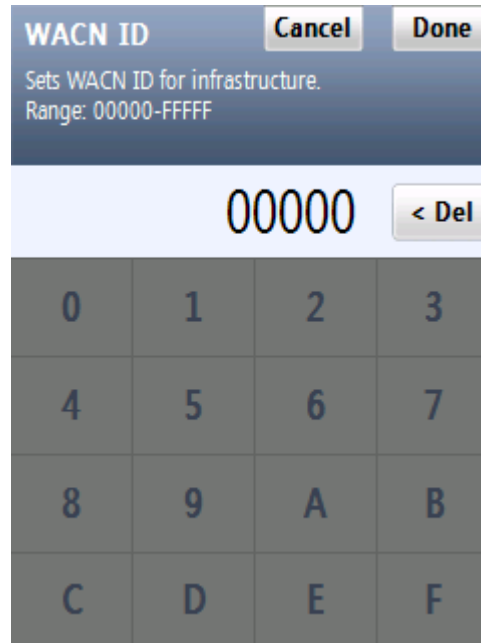 WACN ID Cancel Done
Sets WACN ID for infrastructure.
Range: 00000-FFFFF
00000 < Del
0 1 2 3
4 5 6 7
8 9 A B
C D E F